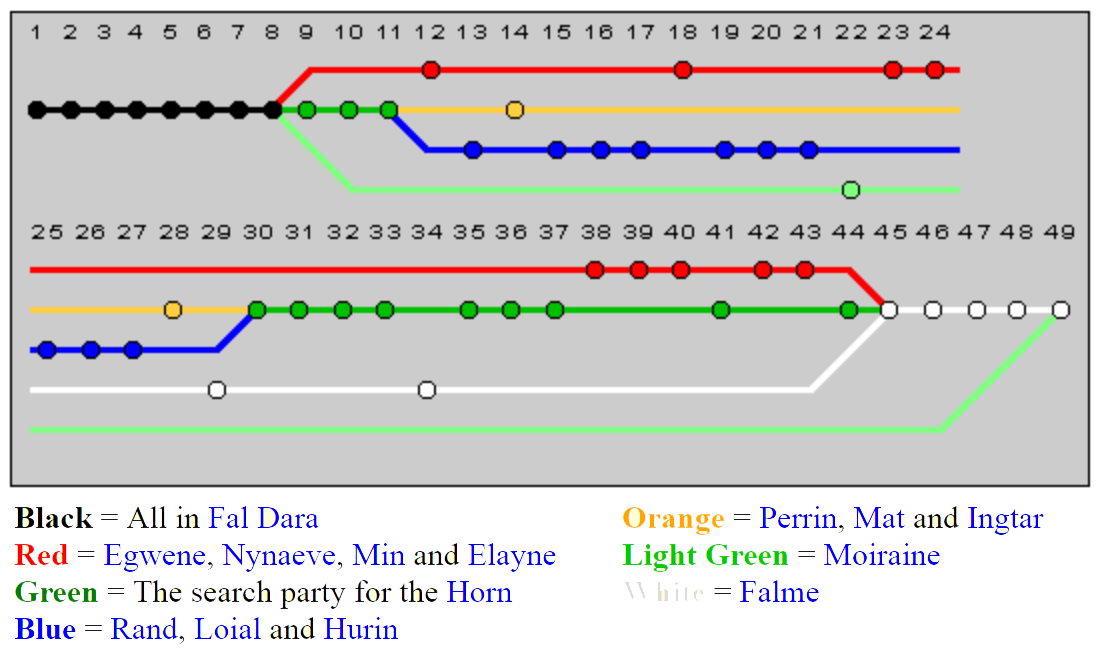 1 2 3 4 5 6 7 8 9 10 11 12 13 14 15 16 17 18 19 20 21 22 23 24
25 26 27 28 29 30 31 32 33 34 35 36 37 38 39 40 41 42 43 44 45 46 47 48 49
Black = All in Fal Dara
Red = Egwene, Nynaeve, Min and Elayne
Green = The search party for the Horn
Blue = Rand, Loial and Hurin
Orange = Perrin, Mat and Ingtar
Light Green = Moiraine
White = Falme